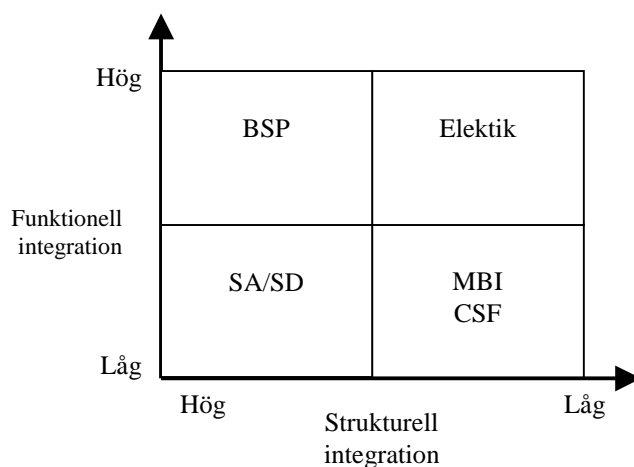 Hög
BSP
Elektik
Funktionell
integration
SA/SD
MBI
CSF
Låg
Hög
Låg
Strukturell
integration